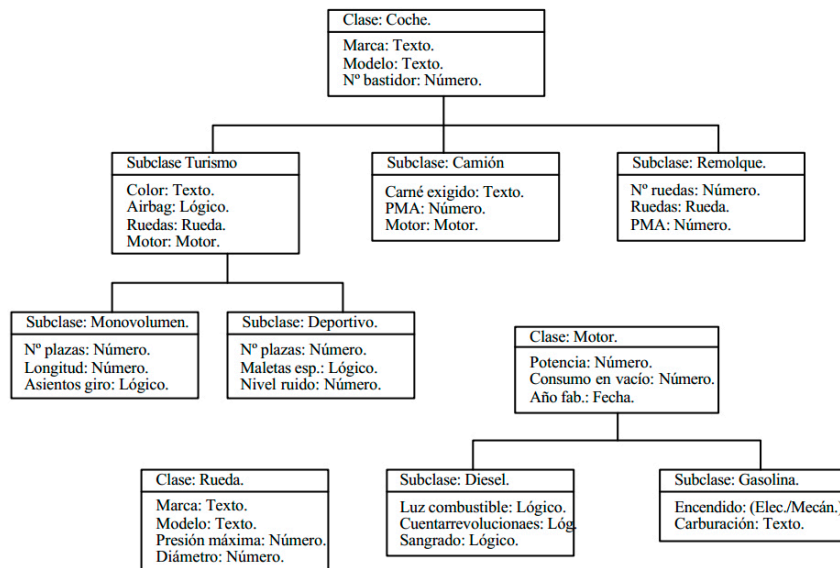 Clase: Coche.
Marca: Texto.
Modelo: Texto.
Nº bastidor: Número.
Subclase Turismo
Color: Texto.
Airbag: Lógico.
Ruedas: Rueda.
Motor: Motor.
Subclase: Camión
Carné exigido: Texto.
PMA: Número.
Motor: Motor.
Subclase: Remolque.
Nº ruedas: Número.
Ruedas: Rueda.
PMA: Número.
Subclase: Monovolumen.
Nº plazas: Número.
Longitud: Número.
Asientos giro: Lógico.
Subclase: Deportivo.
Nº plazas: Número.
Maletas esp.: Lógico.
Nivel ruido: Número.
Clase: Motor.
Potencia: Número.
Consumo en vacío: Número.
Año fab.: Fecha.
Clase: Rueda.
Marca: Texto.
Modelo: Texto.
Presión máxima: Número.
Diámetro: Número.
Subclase: Diesel.
Luz combustible: Lógico.
Cuentarrevolucionaes: Lóg.
Sangrado: Lógico.
Subclase: Gasolina.
Encendido: (Elec./Mecán.)
Carburación: Texto.